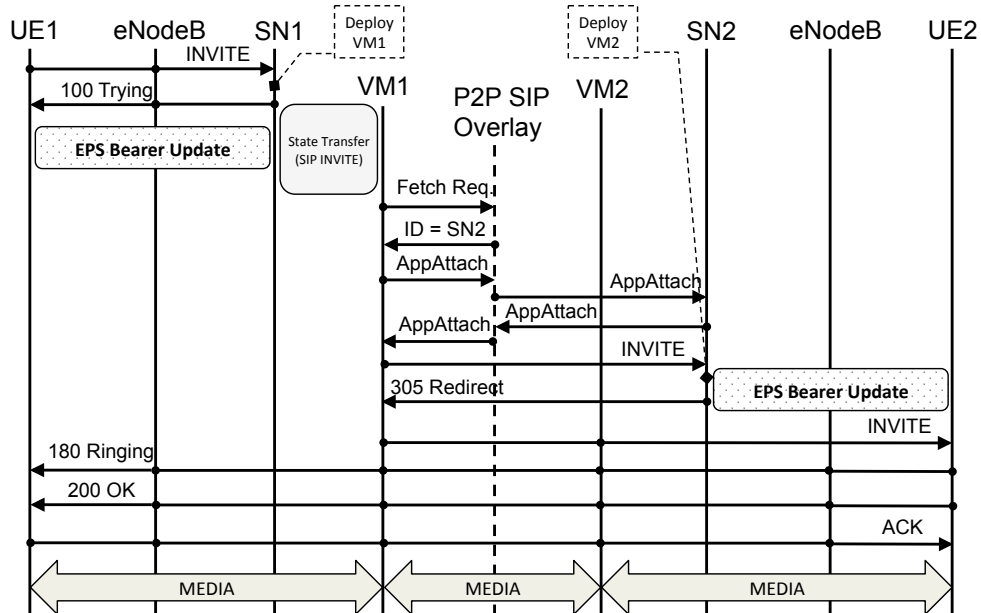 UE1 eNodeB SN1 Deploy VM1 Deploy VM2 SN2 eNodeB UE2
INVITE
VM1
P2P SIP
Overlay
VM2
100 Trying
EPS Bearer Update
State Transfer
(SIP INVITE)
Fetch Req.
ID = SN2
AppAttach
AppAttach
AppAttach
AppAttach
INVITE
305 Redirect
EPS Bearer Update
INVITE
180 Ringing
200 OK
ACK
MEDIA MEDIA MEDIA